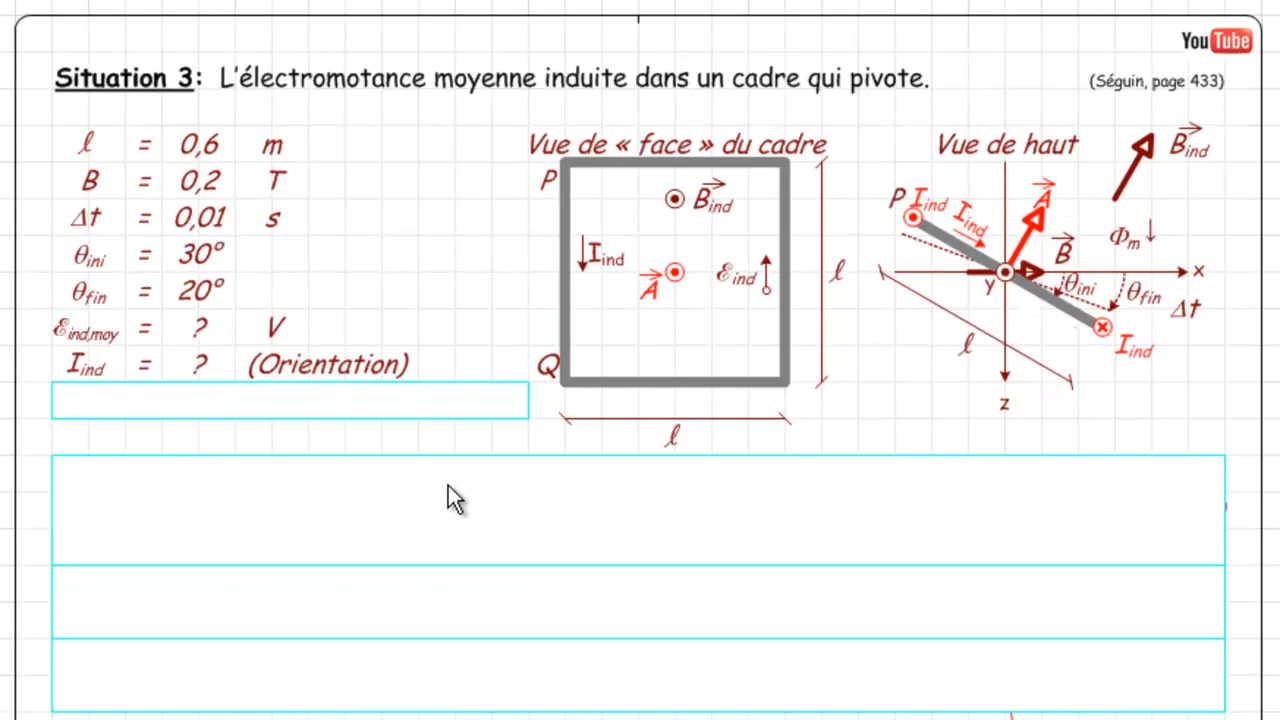 You Tube
Situation 3: L'électromotance moyenne induite dans un cadre qui pivote.
(Séguin, page 433)
ℓ = 0,6 m
B = 0,2 T
Δt = 0,01 s
θini = 30°
θfin = 20°
ℰind,moy = ? V
Iind = ? (Orientation)
Vue de « face » du cadre
P
Bind
Iind
A
ℰind
ℓ
Q
ℓ
Vue de haut
Bind
A
P Iind
Iind
Φm ↓
B
x
y
θini
θfin
Δt
ℓ
Iind
z